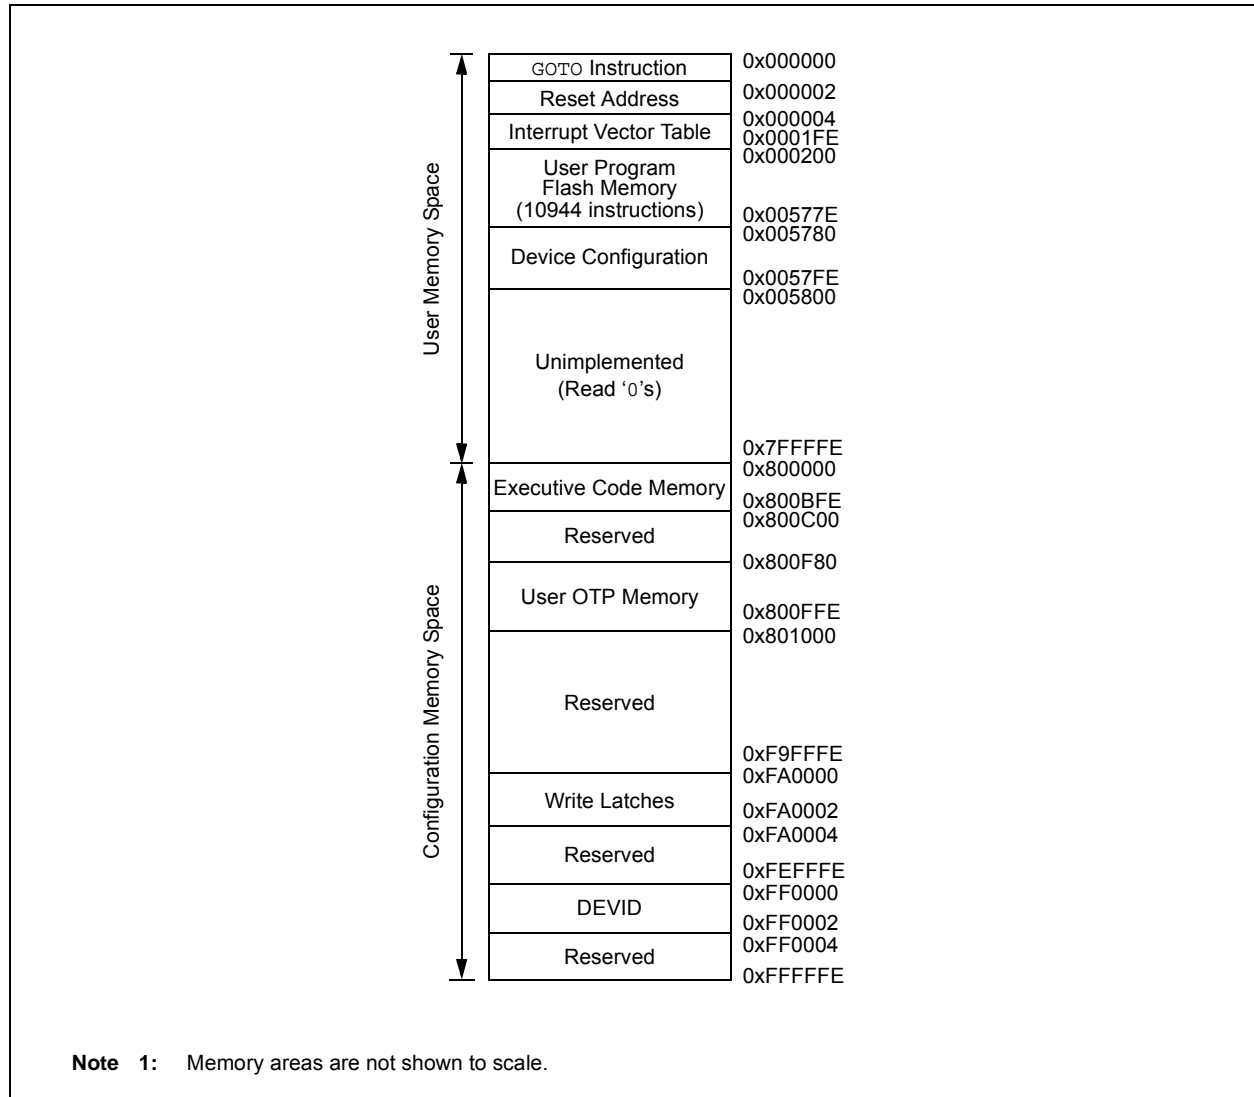 GOTO Instruction
0x000000
Reset Address
0x000002
Interrupt Vector Table
0x000004
0x0001FE
User Program
Flash Memory
(10944 instructions)
0x000200
0x00577E
Device Configuration
0x005780
0x0057FE
Unimplemented
(Read ‘0’s)
0x005800
0x7FFFFE
User Memory Space
Executive Code Memory
0x800000
0x800BFE
Reserved
0x800C00
User OTP Memory
0x800F80
0x800FFE
Reserved
0x801000
0xF9FFFE
Write Latches
0xFA0000
0xFA0002
Reserved
0xFA0004
0xFEFFFE
DEVID
0xFF0000
0xFF0002
Reserved
0xFF0004
0xFFFFFE
Configuration Memory Space
Note 1: Memory areas are not shown to scale.